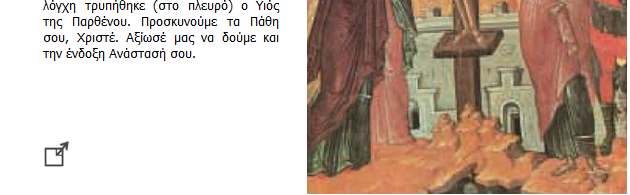 λόγχη τρυπήθηκε (στο πλευρό) ο Υιός
της Παρθένου. Προσκυνούμε τα Πάθη
σου, Χριστέ. Αξίωσέ μας να δούμε και
την ένδοξη Ανάστασή σου.